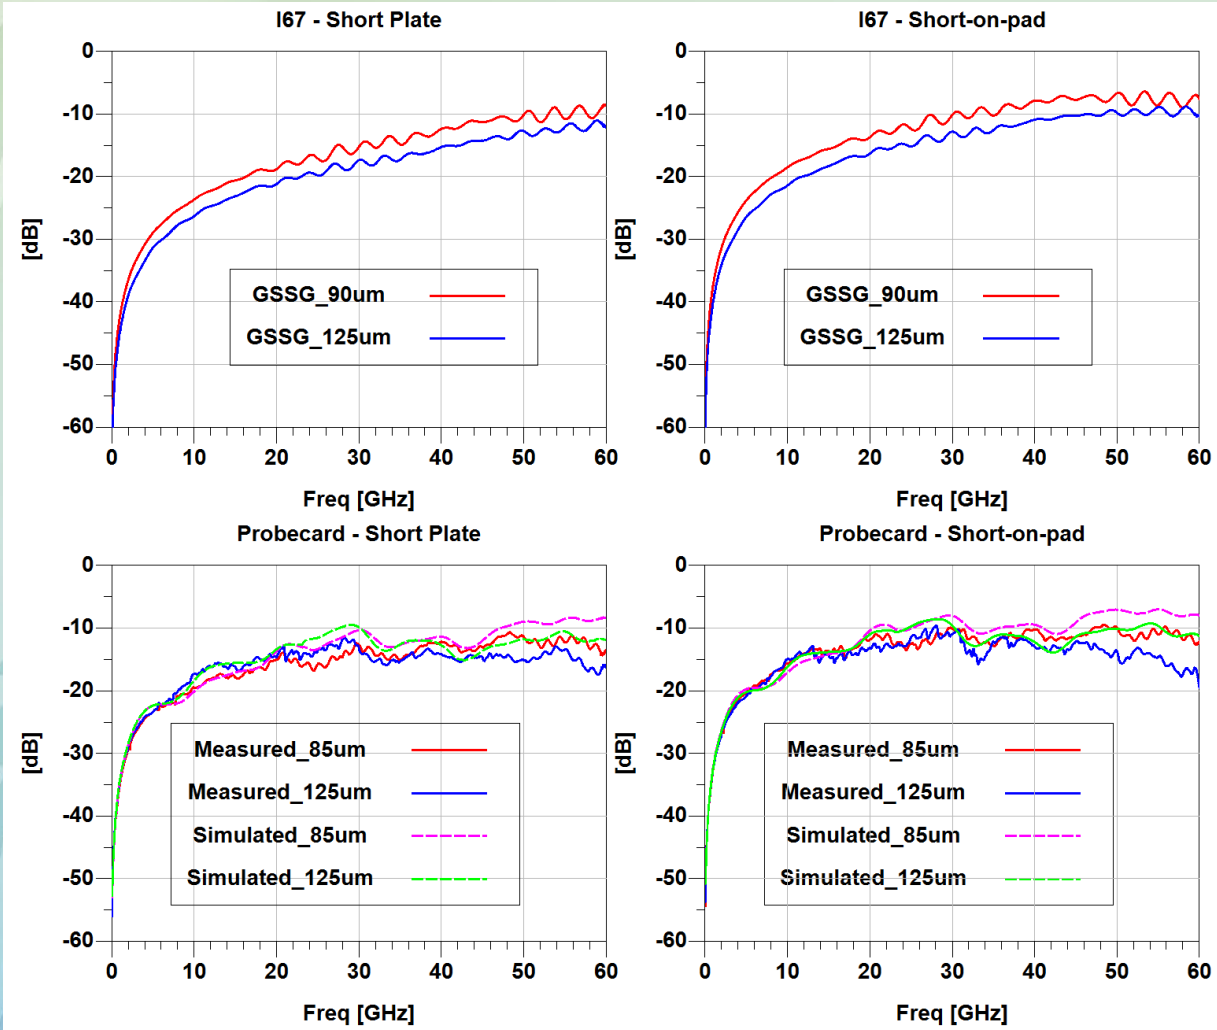 I67 - Short Plate
0
-10
-20
-30
-40
-50
-60
[dB]
GSSG_90um
GSSG_125um
0 10 20 30 40 50 60
Freq [GHz]
I67 - Short-on-pad
0
-10
-20
-30
-40
-50
-60
[dB]
GSSG_90um
GSSG_125um
0 10 20 30 40 50 60
Freq [GHz]
Probecard - Short Plate
0
-10
-20
-30
-40
-50
-60
[dB]
Measured_85um
Measured_125um
Simulated_85um
Simulated_125um
0 10 20 30 40 50 60
Freq [GHz]
Probecard - Short-on-pad
0
-10
-20
-30
-40
-50
-60
[dB]
Measured_85um
Measured_125um
Simulated_85um
Simulated_125um
0 10 20 30 40 50 60
Freq [GHz]